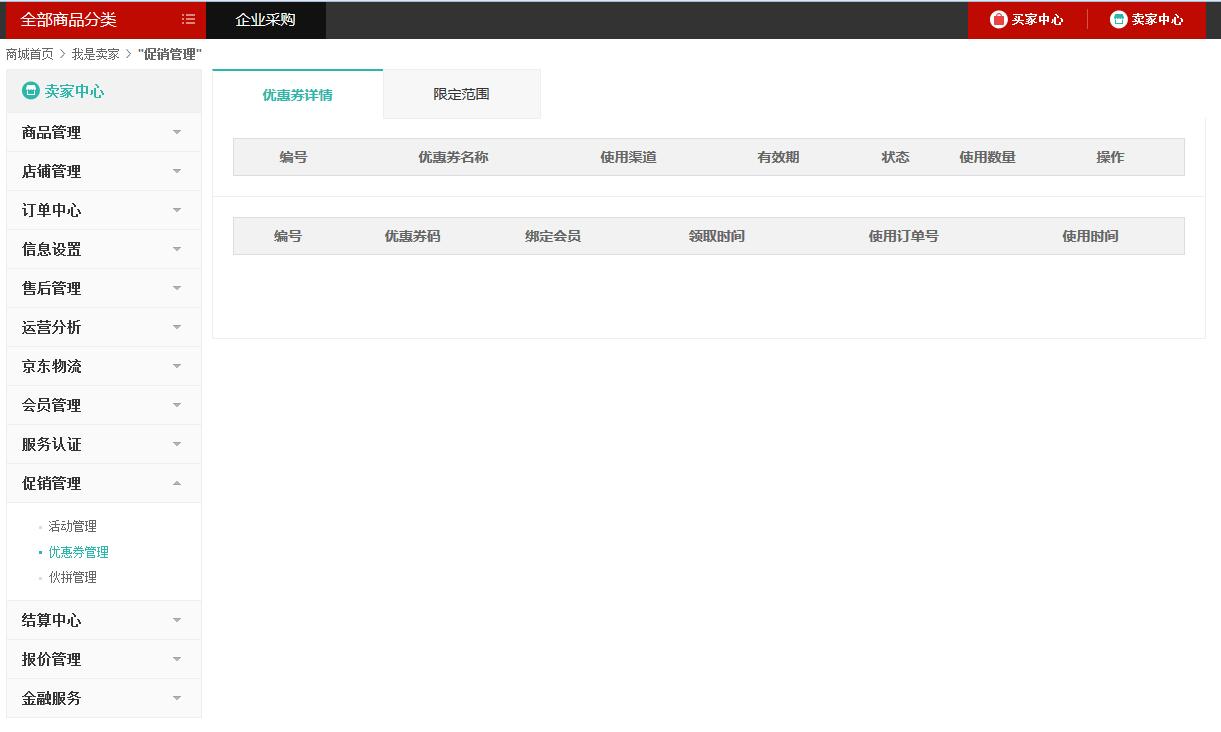 全部商品分类 企业采购 买家中心 卖家中心
商城首页 > 我是卖家 > "促销管理"
卖家中心
商品管理
店铺管理
订单中心
信息设置
售后管理
运营分析
京东物流
会员管理
服务认证
促销管理
活动管理
优惠券管理
伙拼管理
结算中心
报价管理
金融服务
优惠券详情 限定范围
编号 优惠券名称 使用渠道 有效期 状态 使用数量 操作
编号 优惠券码 绑定会员 领取时间 使用订单号 使用时间